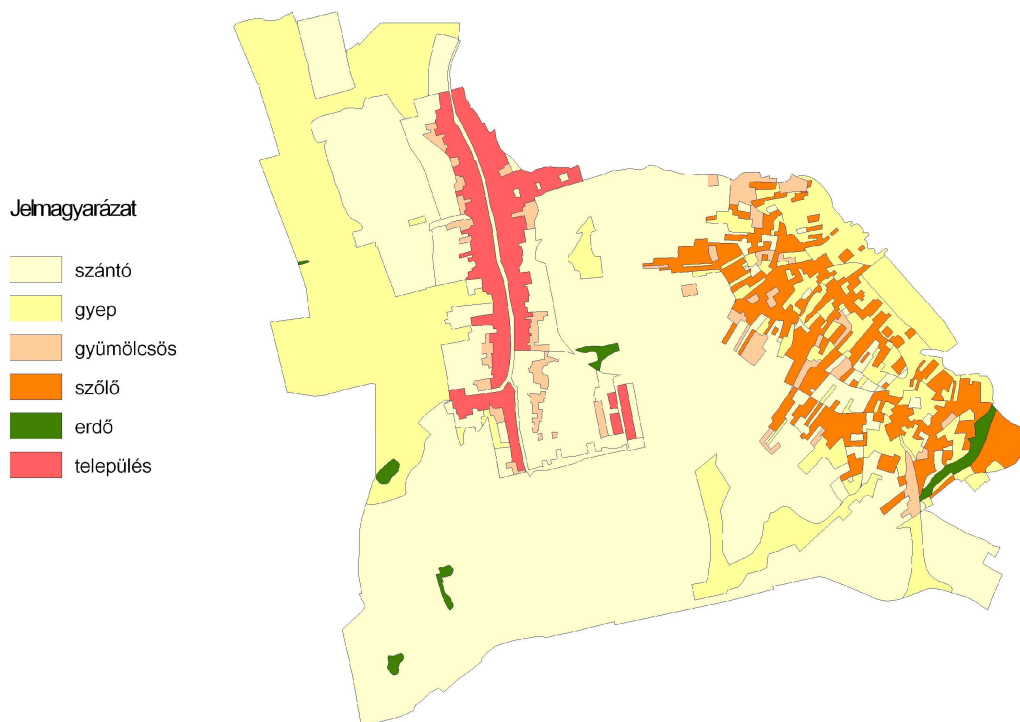 Jelmagyarázat
szántó
gyep
gyümölcsös
szőlő
erdő
település